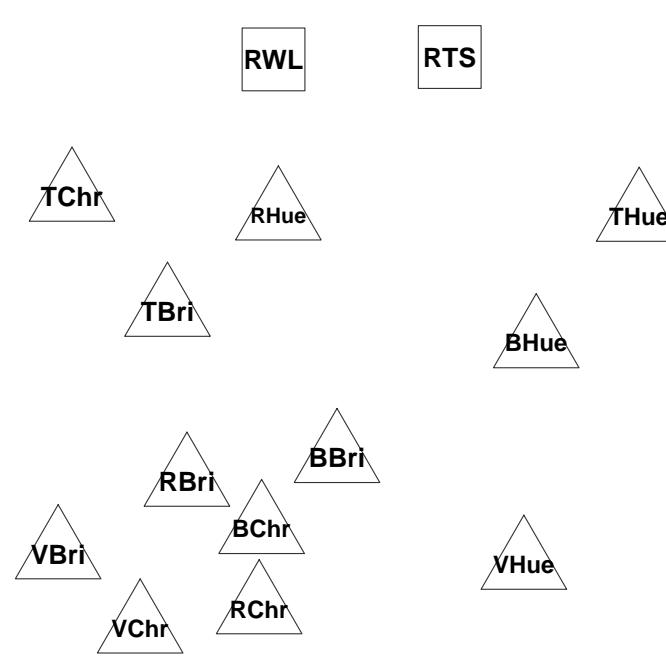 RWL
RTS
TChr
RHue
THue
TBri
BHue
BBri
RBri
BChr
VBri
VHue
RChr
VChr